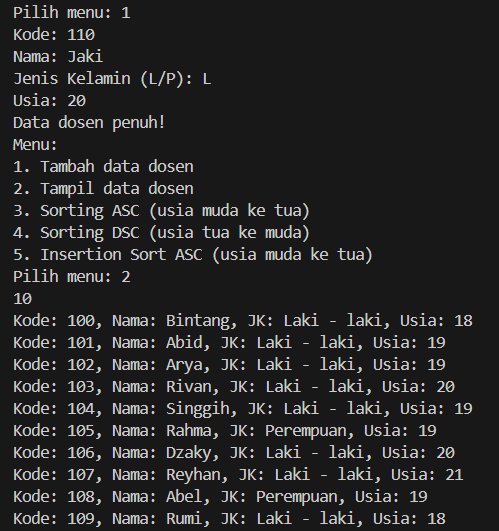 Pilih menu: 1
Kode: 110
Nama: Jaki
Jenis Kelamin (L/P): L
Usia: 20
Data dosen penuh!
Menu:
1. Tambah data dosen
2. Tampil data dosen
3. Sorting ASC (usia muda ke tua)
4. Sorting DSC (usia tua ke muda)
5. Insertion Sort ASC (usia muda ke tua)
Pilih menu: 2
10
Kode: 100, Nama: Bintang, JK: Laki - laki, Usia: 18
Kode: 101, Nama: Abid, JK: Laki - laki, Usia: 19
Kode: 102, Nama: Arya, JK: Laki - laki, Usia: 19
Kode: 103, Nama: Rivan, JK: Laki - laki, Usia: 20
Kode: 104, Nama: Singgih, JK: Laki - laki, Usia: 19
Kode: 105, Nama: Rahma, JK: Perempuan, Usia: 19
Kode: 106, Nama: Dzaky, JK: Laki - laki, Usia: 20
Kode: 107, Nama: Reyhan, JK: Laki - laki, Usia: 21
Kode: 108, Nama: Abel, JK: Perempuan, Usia: 19
Kode: 109, Nama: Rumi, JK: Laki - laki, Usia: 18